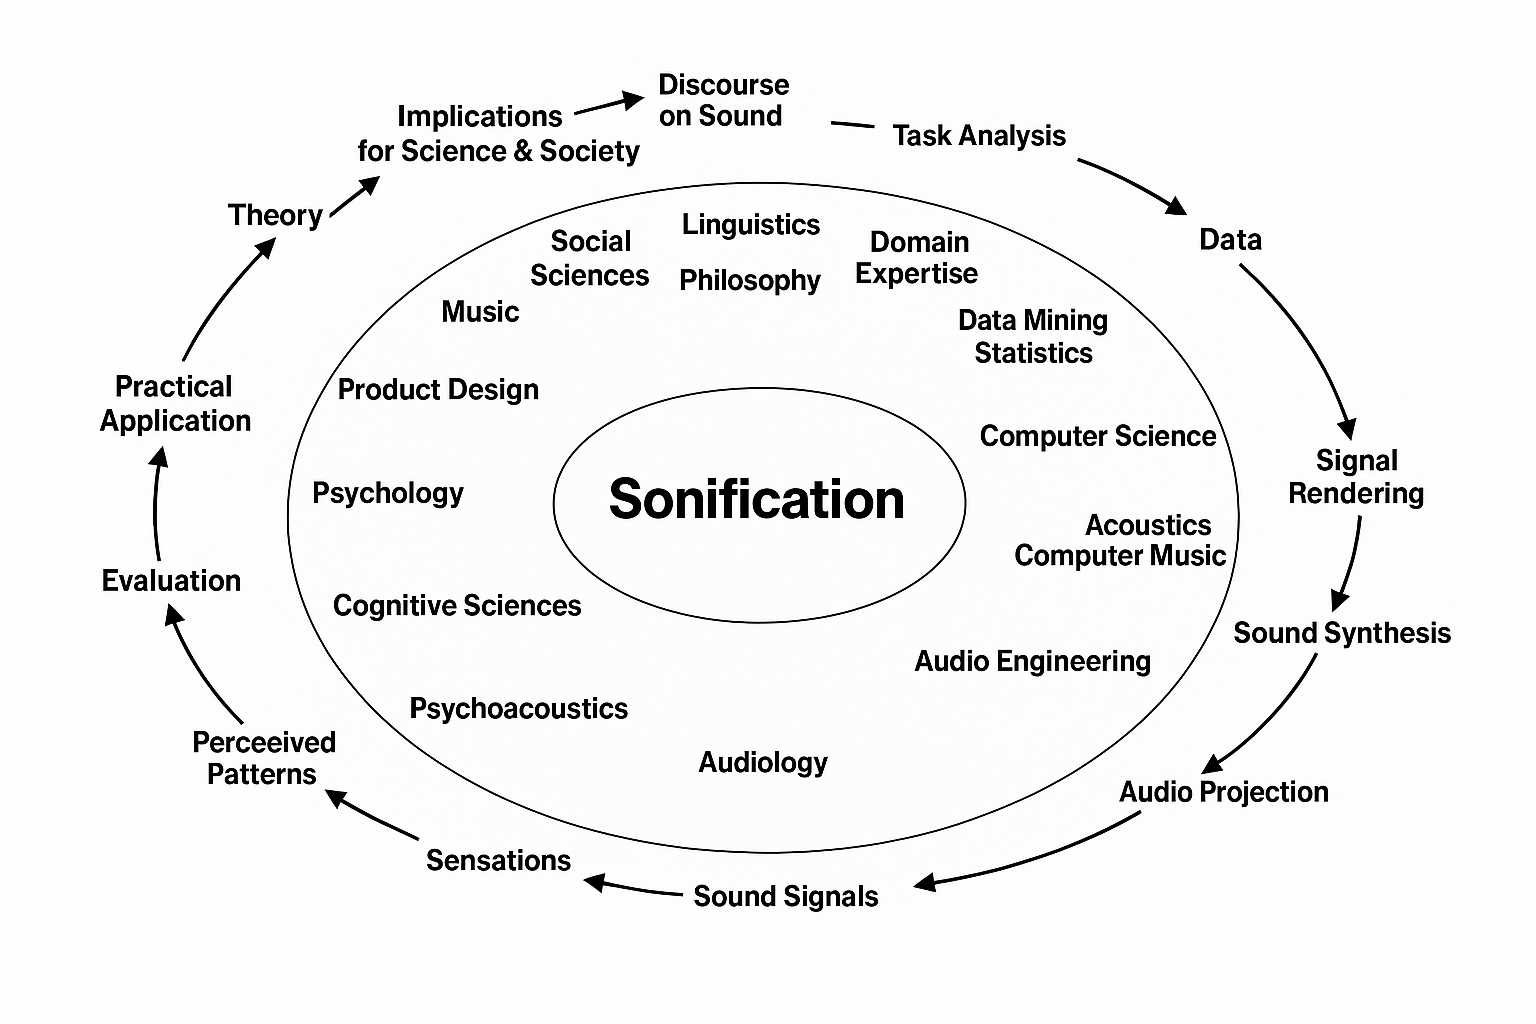 Discourse
on Sound
Implications
for Science & Society
Task Analysis
Theory
Data
Linguistics
Social
Sciences
Domain
Expertise
Philosophy
Music
Data Mining
Statistics
Practical
Application
Product Design
Computer Science
Signal
Rendering
Psychology
Sonification
Acoustics
Computer Music
Evaluation
Cognitive Sciences
Sound Synthesis
Audio Engineering
Psychoacoustics
Perceeived
Patterns
Audiology
Audio Projection
Sensations
Sound Signals